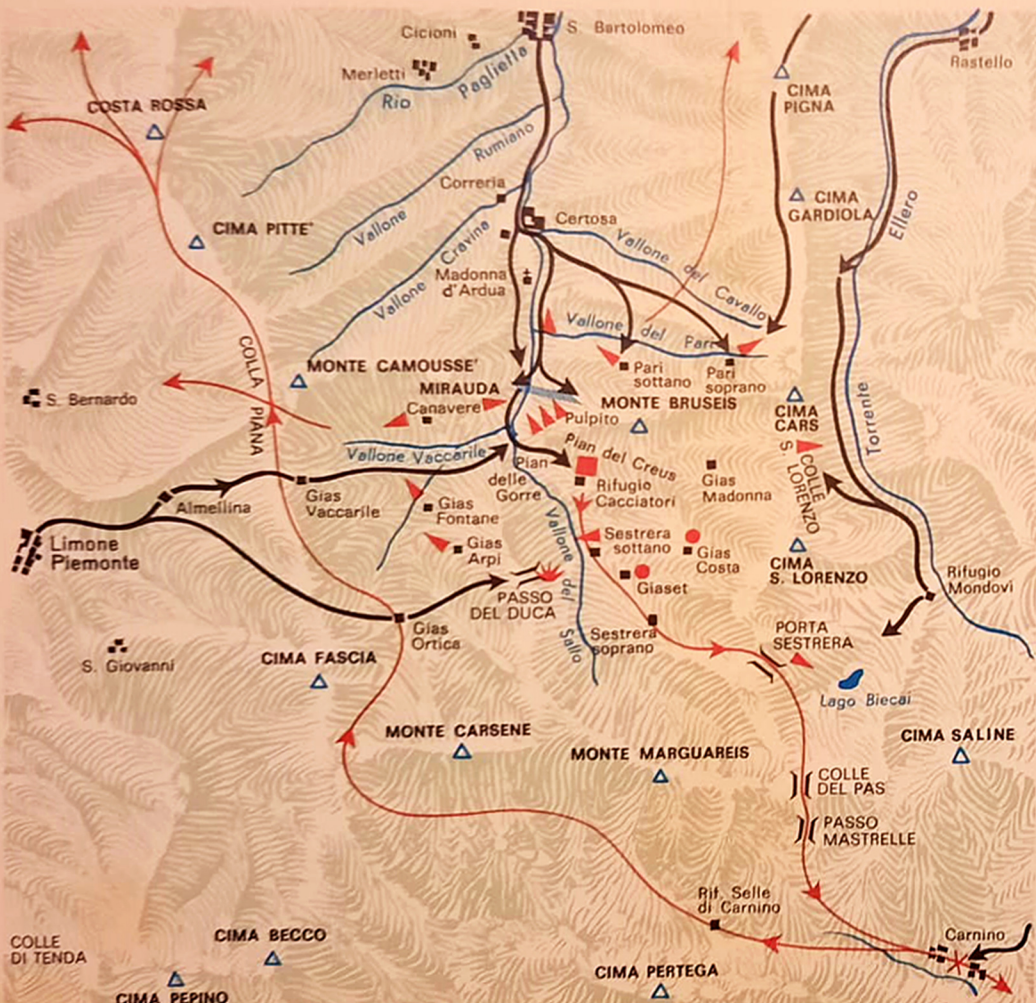 Cicioni
S. Bartolomeo
Merletti
Rio Paglietta
Rastello
COSTA ROSSA
CIMA
PIGNA
Vallone Rumiano
Correria
CIMA
GARDIOLA
Ellero
CIMA PITTE'
Certosa
Vallone Cravina
Vallone del Cavallo
Madonna
d'Ardua
Vallone del Pari
COLLA PIANA
MONTE CAMOUSSE'
Pari
sottano
Pari
soprano
MIRAUDA
S. Bernardo
Canavere
Pulpito
MONTE BRUSEIS
CIMA
CARS
Torrente
Vallone Vaccarile
Pian del Creus
COLLE
S. LORENZO
Pian
delle
Gorre
Rifugio
Cacciatori
Gias
Madonna
Almellina
Gias
Vaccarile
Gias
Fontane
Vallone del Salto
Limone
Piemonte
Gias
Arpi
Sestrera
sottano
Gias
Costa
CIMA
S. LORENZO
Rifugio
Mondovì
Giaset
PASSO
DEL DUCA
Gias
Ortica
Sestrera
soprano
PORTA
SESTRERA
S. Giovanni
CIMA FASCIA
Lago Biecai
MONTE CARSENE
MONTE MARGUAREIS
CIMA SALINE
COLLE
DEL PAS
PASSO
MASTRELLE
Rif. Selle
di Carnino
COLLE
DI TENDA
CIMA BECCO
Carnino
CIMA PERTEGA
CIMA PEPINO